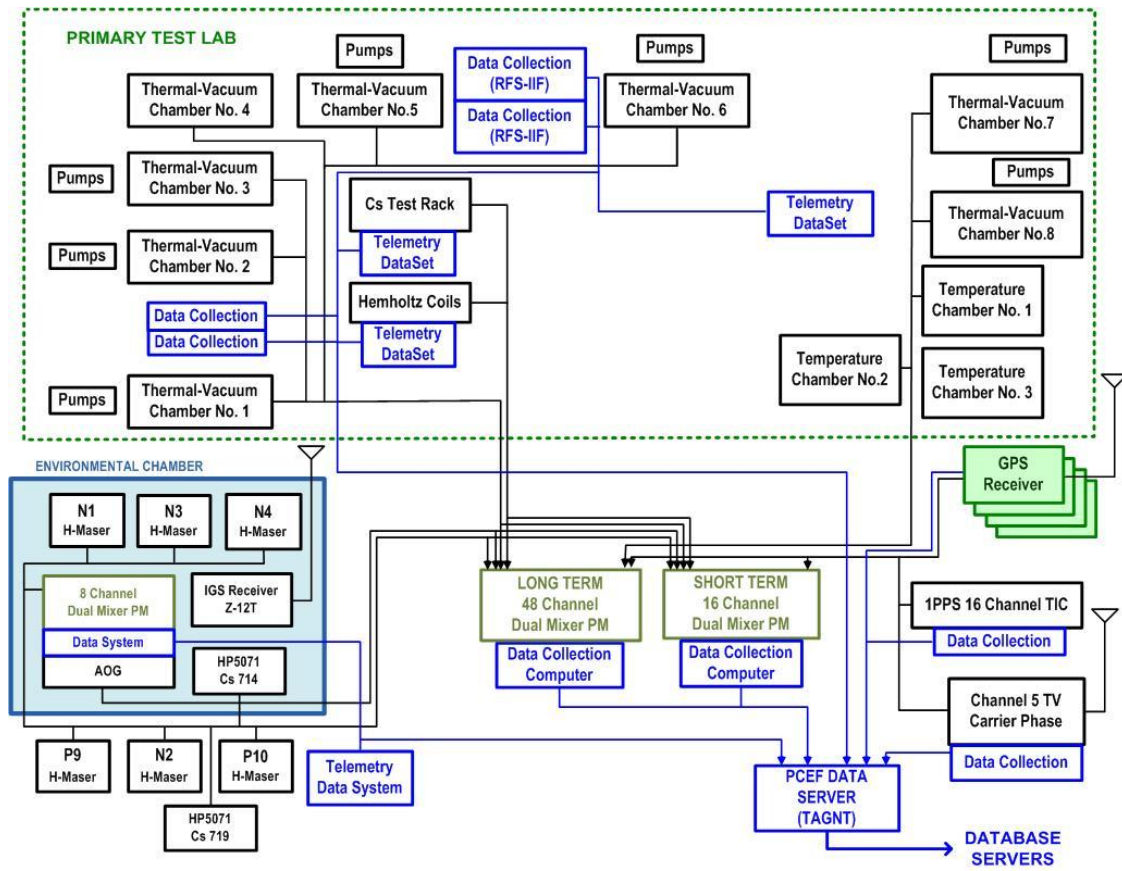 PRIMARY TEST LAB
Pumps
Pumps
Pumps
Thermal-Vacuum
Chamber No. 4
Thermal-Vacuum
Chamber No.5
Data Collection
(RFS-IIF)
Data Collection
(RFS-IIF)
Thermal-Vacuum
Chamber No. 6
Thermal-Vacuum
Chamber No.7
Pumps
Thermal-Vacuum
Chamber No. 3
Pumps
Cs Test Rack
Telemetry
DataSet
Telemetry
DataSet
Thermal-Vacuum
Chamber No.8
Pumps
Thermal-Vacuum
Chamber No. 2
Data Collection
Data Collection
Hemholtz Coils
Telemetry
DataSet
Temperature
Chamber No. 1
Temperature
Chamber No.2
Temperature
Chamber No. 3
Pumps
Thermal-Vacuum
Chamber No. 1
ENVIRONMENTAL CHAMBER
GPS
Receiver
N1
H-Maser
N3
H-Maser
N4
H-Maser
8 Channel
Dual Mixer PM
Data System
AOG
IGS Receiver
Z-12T
HP5071
Cs 714
LONG TERM
48 Channel
Dual Mixer PM
Data Collection
Computer
SHORT TERM
16 Channel
Dual Mixer PM
Data Collection
Computer
1PPS 16 Channel TIC
Data Collection
Channel 5 TV
Carrier Phase
Data Collection
P9
H-Maser
N2
H-Maser
P10
H-Maser
HP5071
Cs 719
Telemetry
Data System
PCEF DATA
SERVER
(TAGNT)
DATABASE
SERVERS